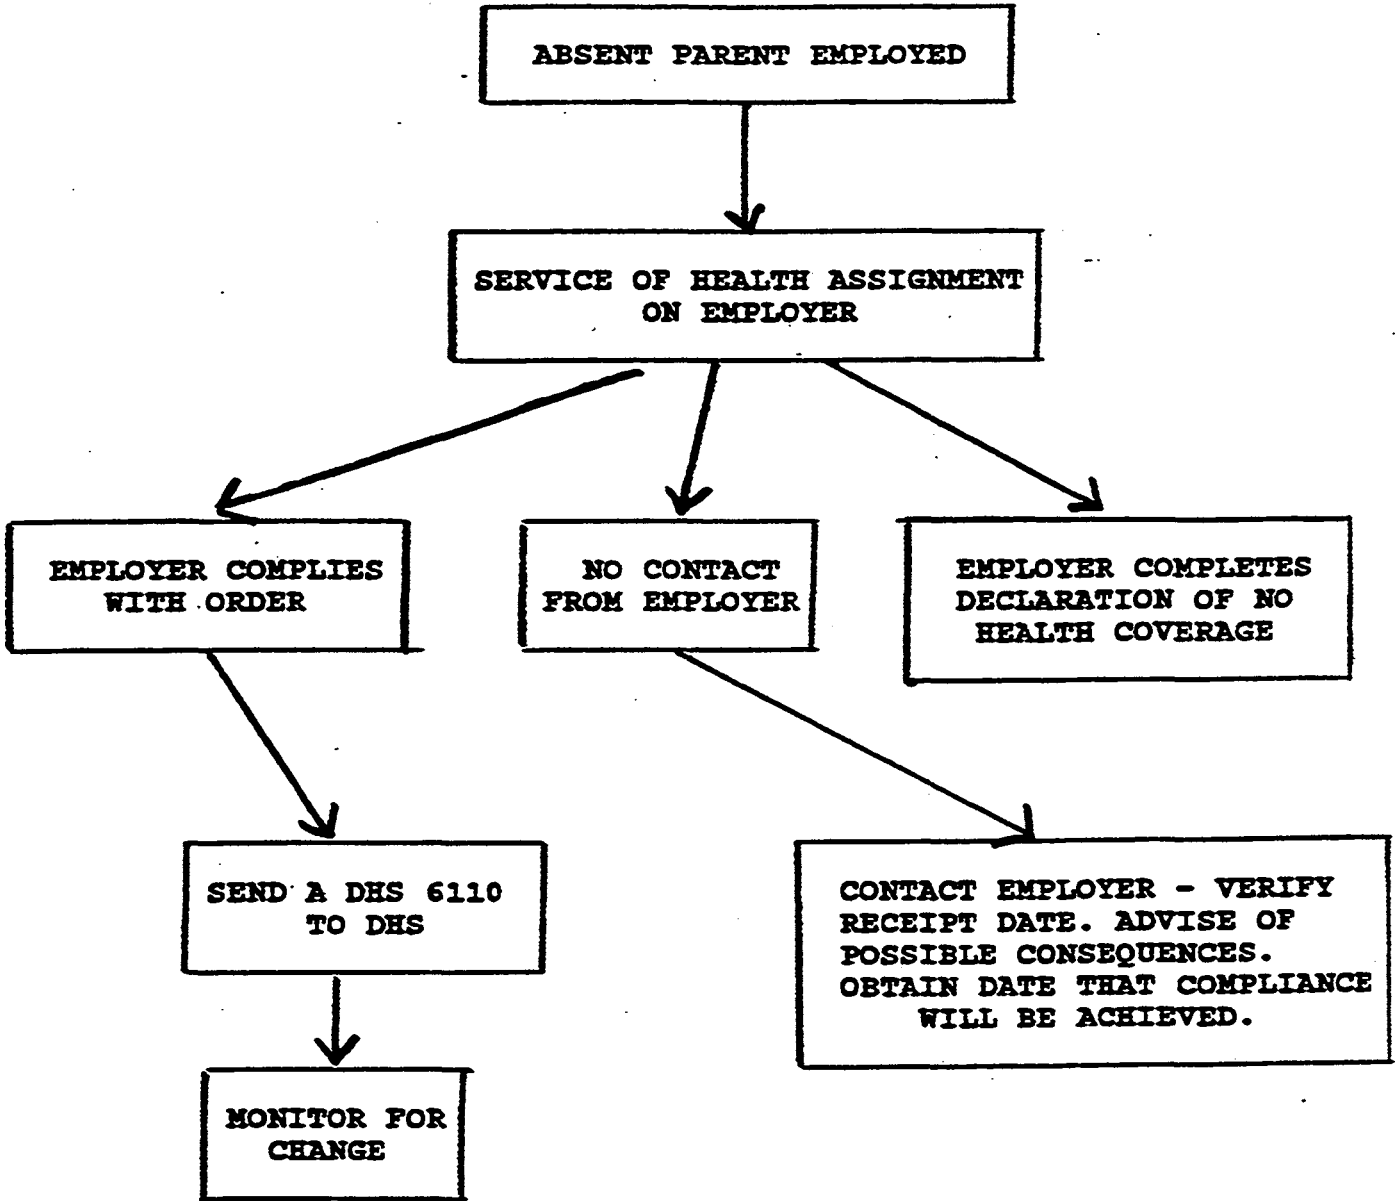 ABSENT PARENT EMPLOYED
SERVICE OF HEALTH ASSIGNMENT
ON EMPLOYER
EMPLOYER COMPLIES
WITH ORDER
NO CONTACT
FROM EMPLOYER
EMPLOYER COMPLETES
DECLARATION OF NO
HEALTH COVERAGE
SEND A DHS 6110
TO DHS
CONTACT EMPLOYER - VERIFY
RECEIPT DATE. ADVISE OF
POSSIBLE CONSEQUENCES.
OBTAIN DATE THAT COMPLIANCE
WILL BE ACHIEVED.
MONITOR FOR
CHANGE